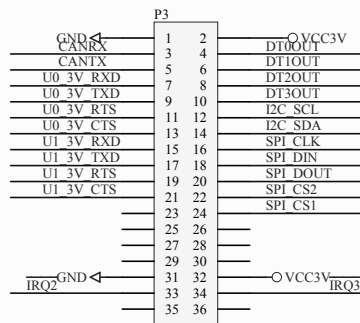 P3
GND 1 2 VCC3V
CANRX 3 4 DT0OUT
CANTX 5 6 DT1OUT
U0_3V_RXD 7 8 DT2OUT
U0_3V_TXD 9 10 DT3OUT
U0_3V_RTS 11 12 I2C_SCL
U0_3V_CTS 13 14 I2C_SDA
U1_3V_RXD 15 16 SPI_CLK
U1_3V_TXD 17 18 SPI_DIN
U1_3V_RTS 19 20 SPI_DOUT
U1_3V_CTS 21 22 SPI_CS2
23 24 SPI_CS1
25 26
27 28
29 30
GND 31 32 VCC3V
IRQ2 33 34 IRQ3
35 36